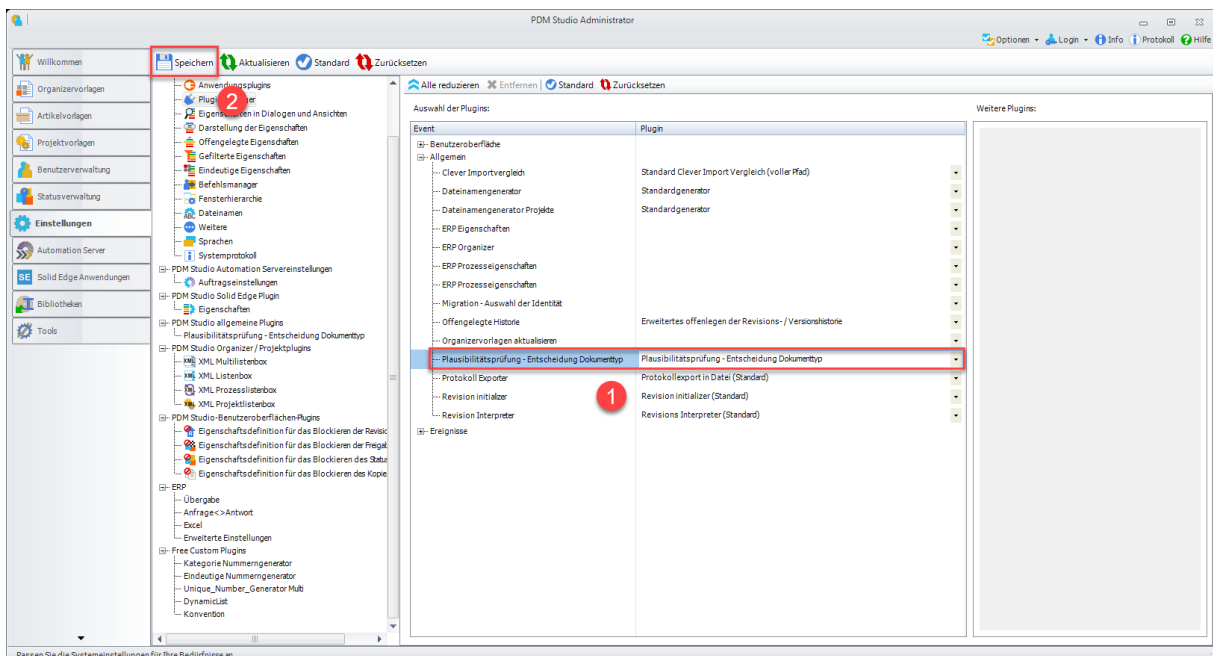 PDM Studio Administrator
Optionen Login Info Protokoll Hilfe
Willkommen
Organizervorlagen
Artikelvorlagen
Projektvorlagen
Benutzerverwaltung
Statusverwaltung
Einstellungen
Automation Server
SE Solid Edge Anwendungen
Bibliotheken
Tools
Speichern Aktualisieren Standard Zurücksetzen
2
Anwendungsplugins
Eigenschaften in Dialogen und Ansichten
Darstellung der Eigenschaften
Offengelegte Eigenschaften
Gefilterte Eigenschaften
Eindeutige Eigenschaften
Befehlsmanager
Fensterhierarchie
ABC Dateinamen
Weitere
Sprachen
Systemprotokoll
PDM Studio Automation Servereinstellungen
Auftragseinstellungen
PDM Studio Solid Edge Plugin
Eigenschaften
PDM Studio allgemeine Plugins
Plausibilitätsprüfung - Entscheidung Dokumenttyp
PDM Studio Organizer / Projektplugins
XML Multilistenbox
XML Listenbox
XML Prozesslistenbox
XML Projektlistenbox
PDM Studio-Benutzeroberflächen-Plugins
Eigenschaftsdefinition für das Blockieren der Revisio
Eigenschaftsdefinition für das Blockieren der Freigab
Eigenschaftsdefinition für das Blockieren des Statu
Eigenschaftsdefinition für das Blockieren des Kopie
ERP
Übergabe
Anfrage<>Antwort
Excel
Erweiterte Einstellungen
Free Custom Plugins
Kategorie Nummerngenerator
Eindeutige Nummerngenerator
Unique_Number_Generator Multi
DynamicList
Konvention
Alle reduzieren Entfernen Standard Zurücksetzen
Auswahl der Plugins:
Event Plugin
Benutzeroberfläche
Allgemein
Clever Importvergleich Standard Clever Import Vergleich (voller Pfad)
Dateinamengenerator Standardgenerator
Dateinamengenerator Projekte Standardgenerator
ERP Eigenschaften
ERP Organizer
ERP Prozesseigenschaften
ERP Prozesseigenschaften
Migration - Auswahl der Identität
Offengelegte Historie Erweitertes offenlegen der Revisions- / Versionshistorie
Organizervorlagen aktualisieren
Plausibilitätsprüfung - Entscheidung Dokumenttyp Plausibilitätsprüfung - Entscheidung Dokumenttyp
Protokoll Exporter Protokollexport in Datei (Standard)
1
Revision initializer Revision initializer (Standard)
Revision Interpreter Revisions Interpreter (Standard)
Ereignisse
Weitere Plugins:
Passen Sie die Systemeinstellungen für Ihre Bedürfnisse an